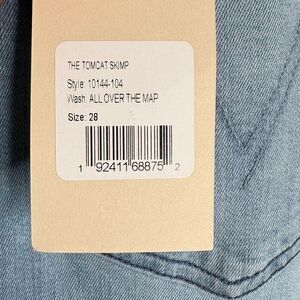 THE TOMCAT SKIMP
Style: 10144-104
Wash: ALL OVER THE MAP
Size: 28
1 92411 68875 2